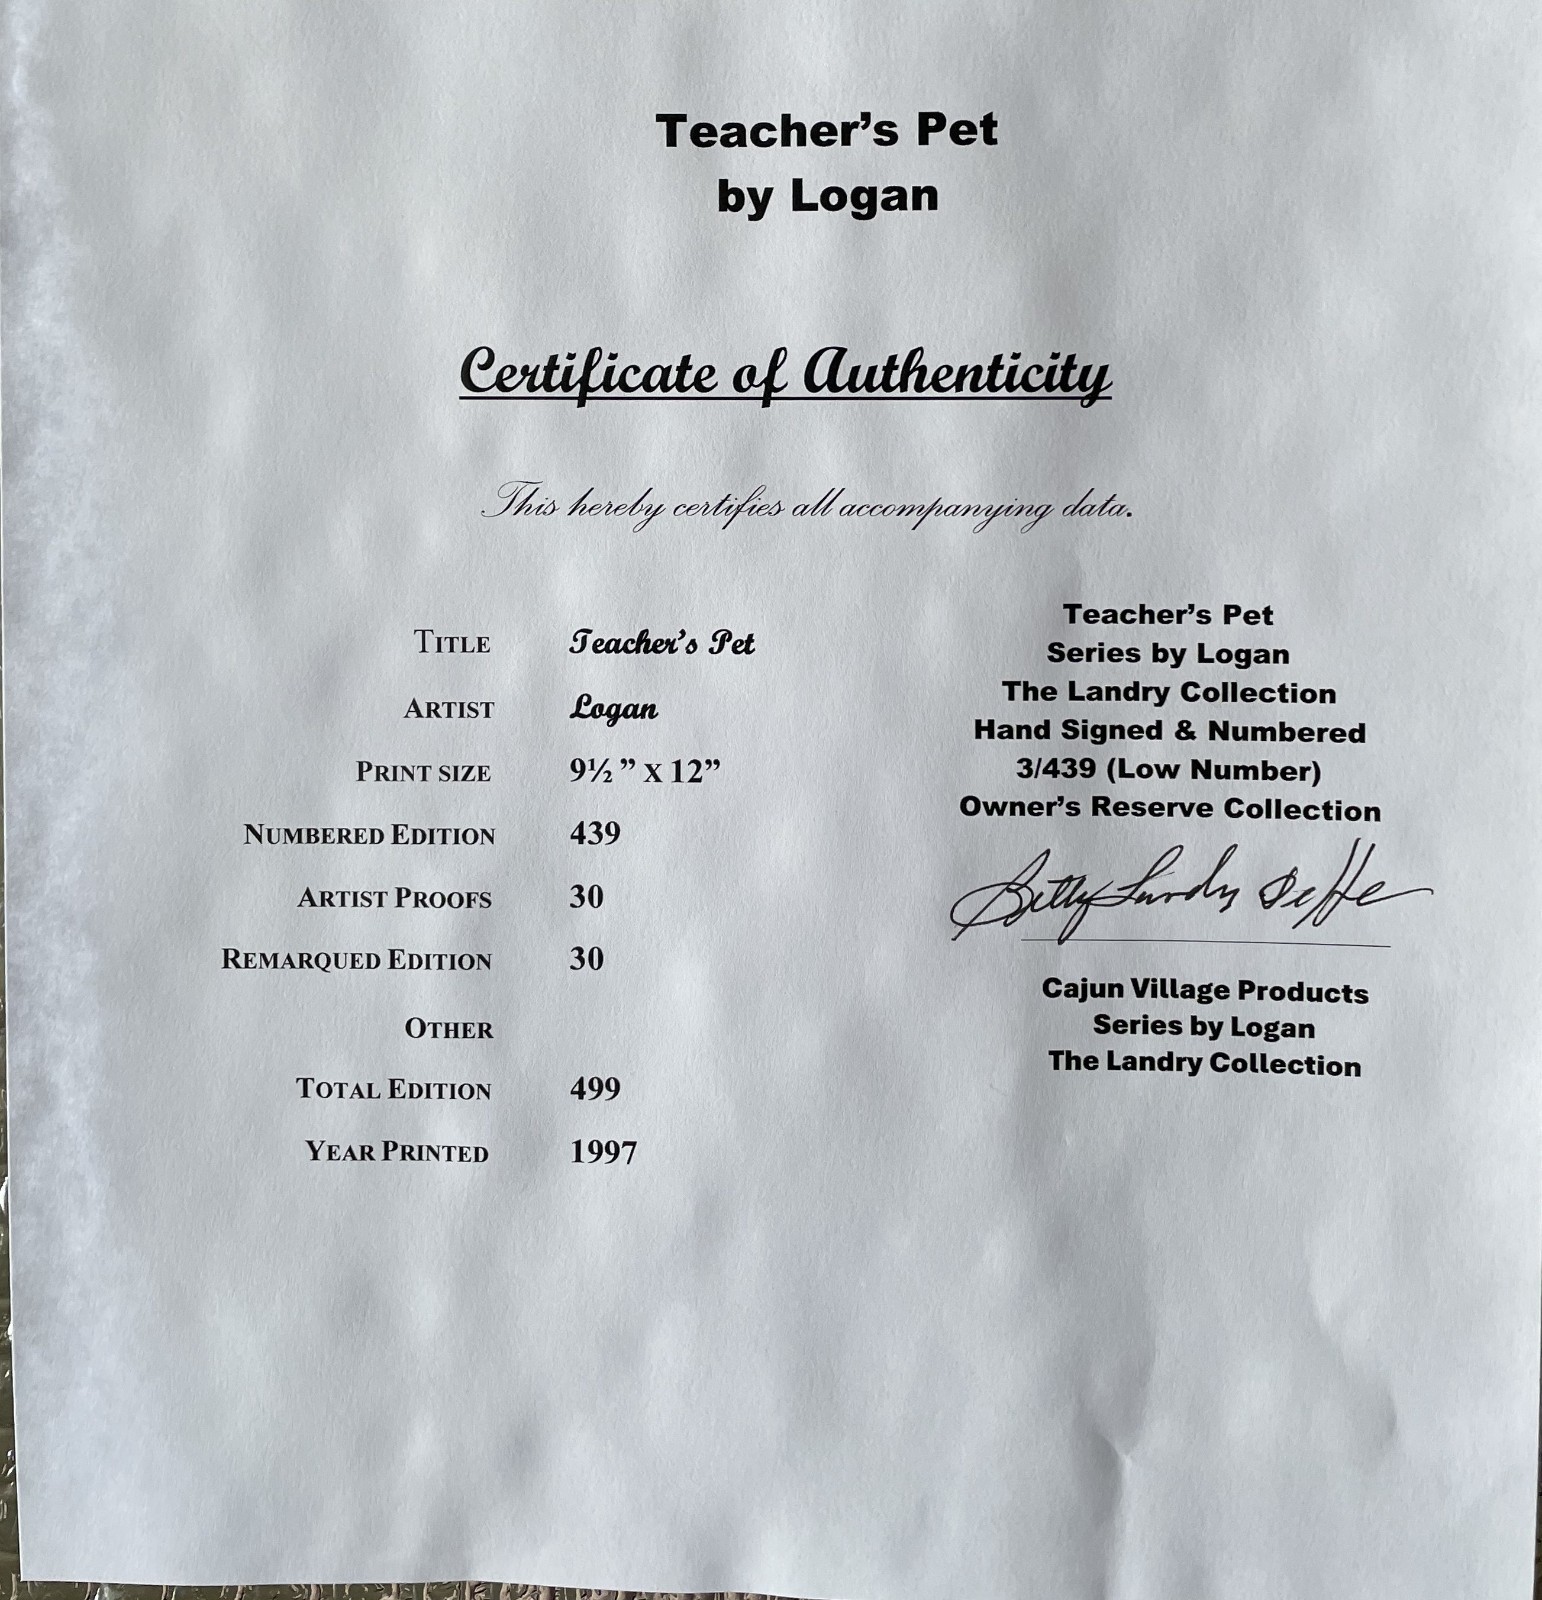 Teacher’s Pet
by Logan
Certificate of Authenticity
This hereby certifies all accompanying data.
TITLE Teacher’s Pet
ARTIST Logan
PRINT SIZE 9½ ” X 12”
NUMBERED EDITION 439
ARTIST PROOFS 30
REMARQUED EDITION 30
OTHER
TOTAL EDITION 499
YEAR PRINTED 1997
Teacher’s Pet
Series by Logan
The Landry Collection
Hand Signed & Numbered
3/439 (Low Number)
Owner’s Reserve Collection
Betty Landry
Cajun Village Products
Series by Logan
The Landry Collection